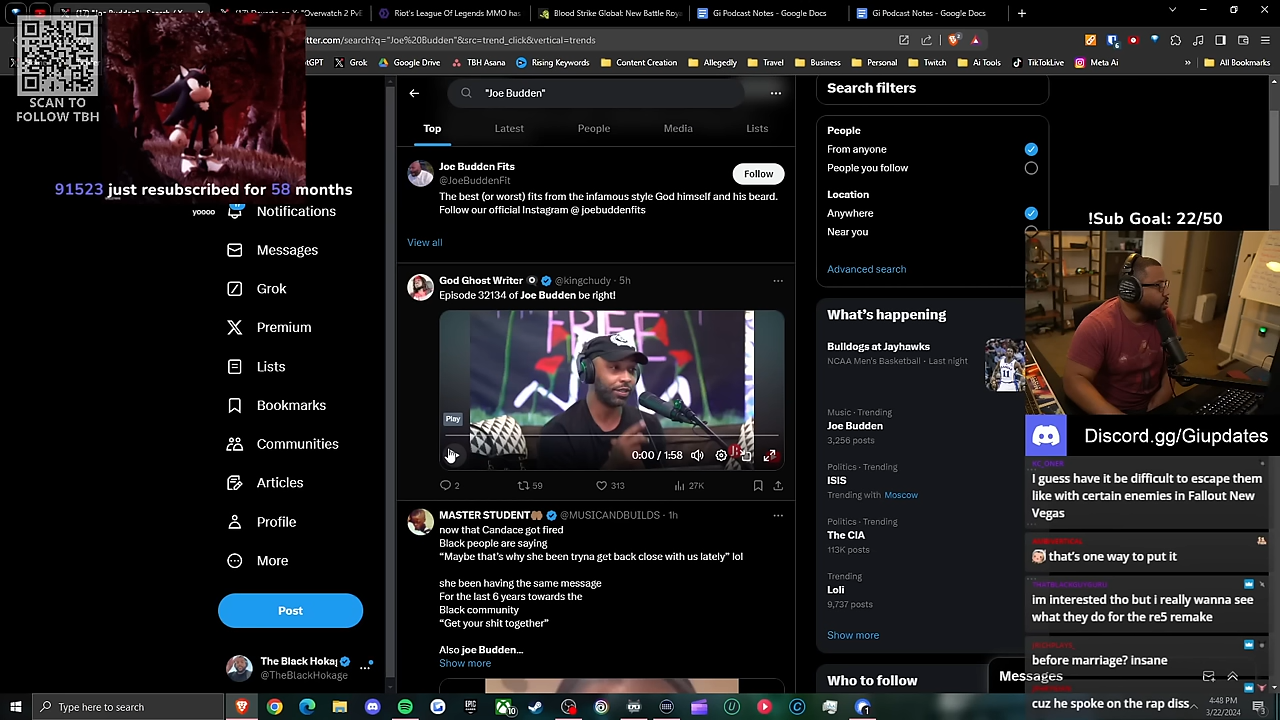 Overwatch 2 PvE
Riot's League Of Legends MMO
Blood Strike Global: New Battle Roy
Gi Podcast Notes - Google Docs
Gi Podcast Notes - Google Docs
tter.com/search?q="Joe%20Budden"&src=trend_click&vertical=trends
GPT
Grok
Google Drive
TBH Asana
Rising Keywords
Content Creation
Allegedly
Travel
Business
Personal
Twitch
Ai Tools
TikTokLive
Meta Ai
All Bookmarks
SCAN TO
FOLLOW TBH
91523 just resubscribed for 58 months
yoooo
Notifications
Messages
Grok
Premium
Lists
Bookmarks
Communities
Articles
Profile
More
Post
The Black Hokag
@TheBlackHokage
"Joe Budden"
Top
Latest
People
Media
Lists
Joe Budden Fits
@JoeBuddenFit
Follow
The best (or worst) fits from the infamous style God himself and his beard.
Follow our official Instagram @ joebuddenfits
View all
God Ghost Writer @kingchudy · 5h
Episode 32134 of Joe Budden be right!
FREE
Play
0:00 / 1:58
2
59
313
27K
MASTER STUDENT @MUSICANDBUILDS · 1h
now that Candace got fired
Black people are saying
“Maybe that’s why she been tryna get back close with us lately” lol
she been having the same message
For the last 6 years towards the
Black community
“Get your shit together”
Also joe Budden...
Show more
Search filters
People
From anyone
People you follow
Location
Anywhere
Near you
Advanced search
What’s happening
Bulldogs at Jayhawks
NCAA Men's Basketball · Last night
Music · Trending
Joe Budden
3,256 posts
Politics · Trending
ISIS
Trending with Moscow
Politics · Trending
The CIA
113K posts
Trending
Loli
9,737 posts
Show more
Who to follow
Messages
!Sub Goal: 22/50
Discord.gg/Giupdates
KC_ONER
I guess have it be difficult to escape them
like with certain enemies in Fallout New
Vegas
that’s one way to put it
im interested tho but i really wanna see
what they do for the re5 remake
before marriage? insane
cuz he spoke on the rap diss
Type here to search
4:48 PM
3/22/2024